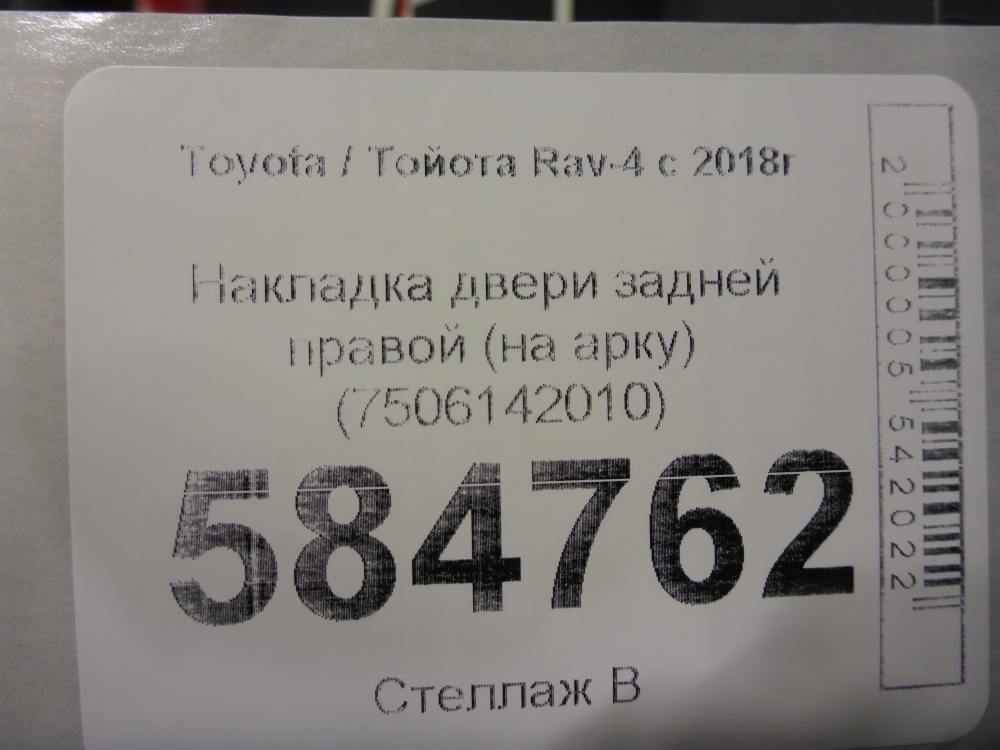 Toyota / Тойота Rav-4 с 2018г
Накладка двери задней
правой (на арку)
(7506142010)
584762
Стеллаж В
2000005542022